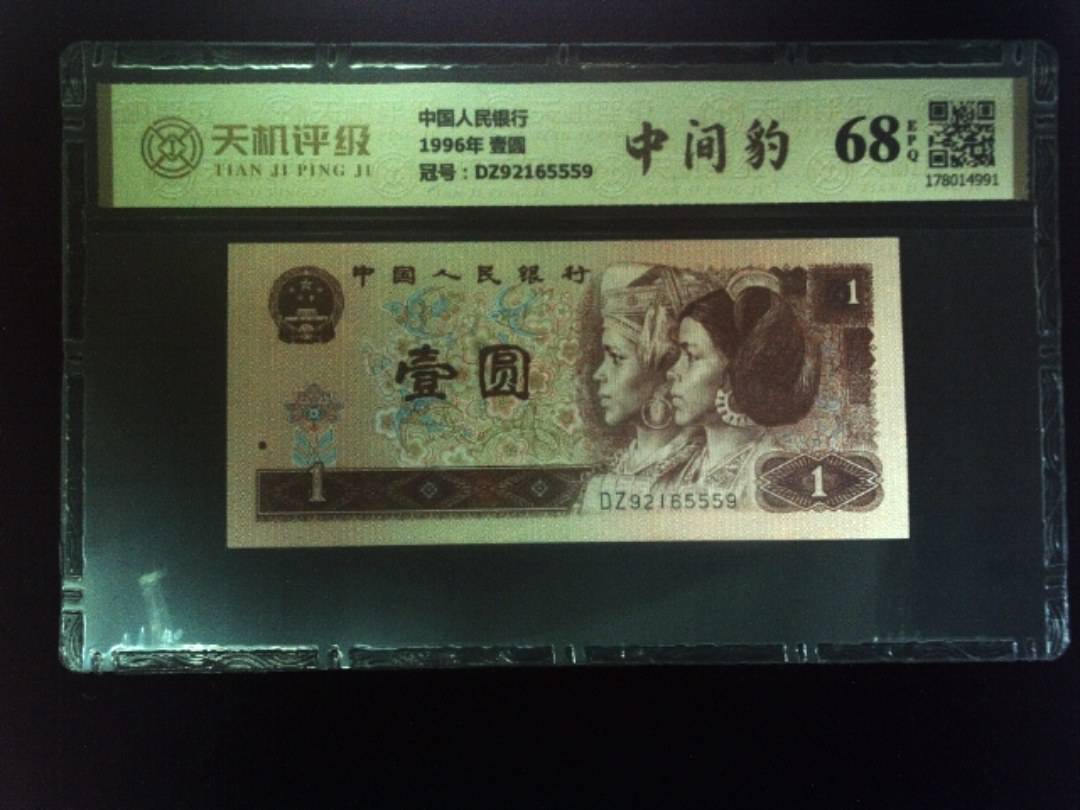 天机评级
TIAN JI PING JI
中国人民银行
1996年 壹圆
冠号：DZ92165559
中间豹
68
EPQ
178014991
中国人民银行
1
壹圆
1
DZ92165559
1